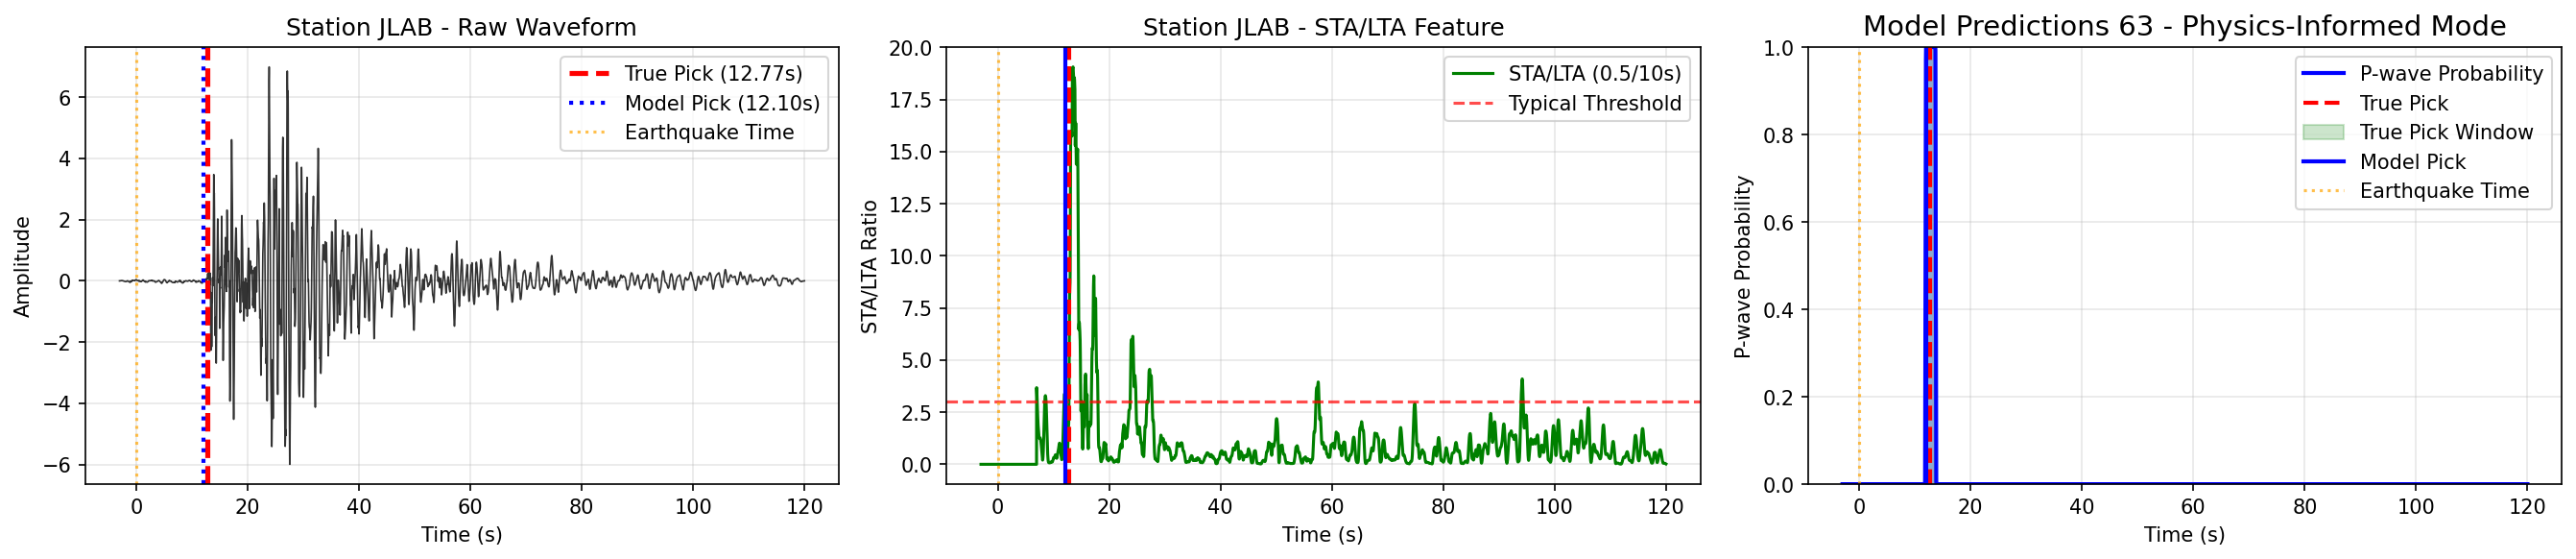 Station JLAB - Raw Waveform
True Pick (12.77s)
Model Pick (12.10s)
Earthquake Time
Amplitude
6
4
2
0
−2
−4
−6
0 20 40 60 80 100 120
Time (s)
Station JLAB - STA/LTA Feature
STA/LTA (0.5/10s)
Typical Threshold
STA/LTA Ratio
20.0
17.5
15.0
12.5
10.0
7.5
5.0
2.5
0.0
0 20 40 60 80 100 120
Time (s)
Model Predictions 63 - Physics-Informed Mode
P-wave Probability
True Pick
True Pick Window
Model Pick
Earthquake Time
P-wave Probability
1.0
0.8
0.6
0.4
0.2
0.0
0 20 40 60 80 100 120
Time (s)